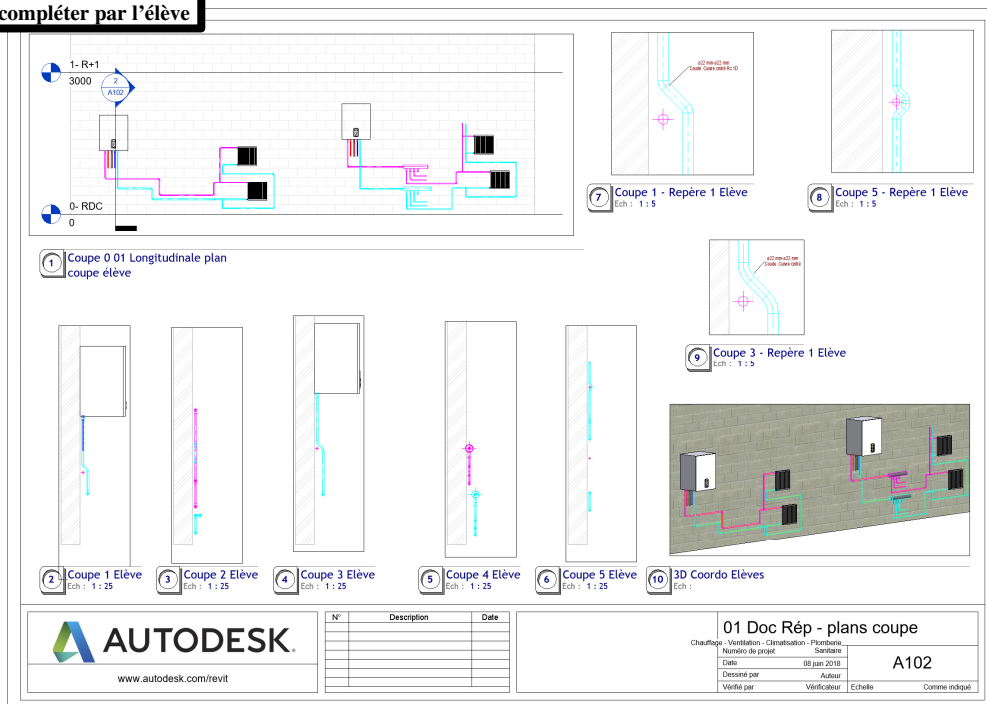 compléter par l'élève
1- R+1
3000
2
A102
0- RDC
0
1
Coupe 0 01 Longitudinale plan
coupe élève
ø22 mm-ø22 mm
Coude Cuivre cintré Rc 1D
7
Coupe 1 - Repère 1 Elève
Ech : 1 : 5
8
Coupe 5 - Repère 1 Elève
Ech : 1 : 5
ø22 mm-ø22 mm
Coude Cuivre cintré
9
Coupe 3 - Repère 1 Elève
Ech : 1 : 5
2
Coupe 1 Elève
Ech : 1 : 25
3
Coupe 2 Elève
Ech : 1 : 25
4
Coupe 3 Elève
Ech : 1 : 25
5
Coupe 4 Elève
Ech : 1 : 25
6
Coupe 5 Elève
Ech : 1 : 25
10
3D Coordo Elèves
Ech :
AUTODESK.
www.autodesk.com/revit
N° Description Date
01 Doc Rép - plans coupe
Chauffage - Ventilation - Climatisation - Plomberie
Numéro de projet Sanitaire
Date 08 juin 2018
A102
Dessiné par Auteur
Vérifié par Vérificateur Echelle Comme indiqué